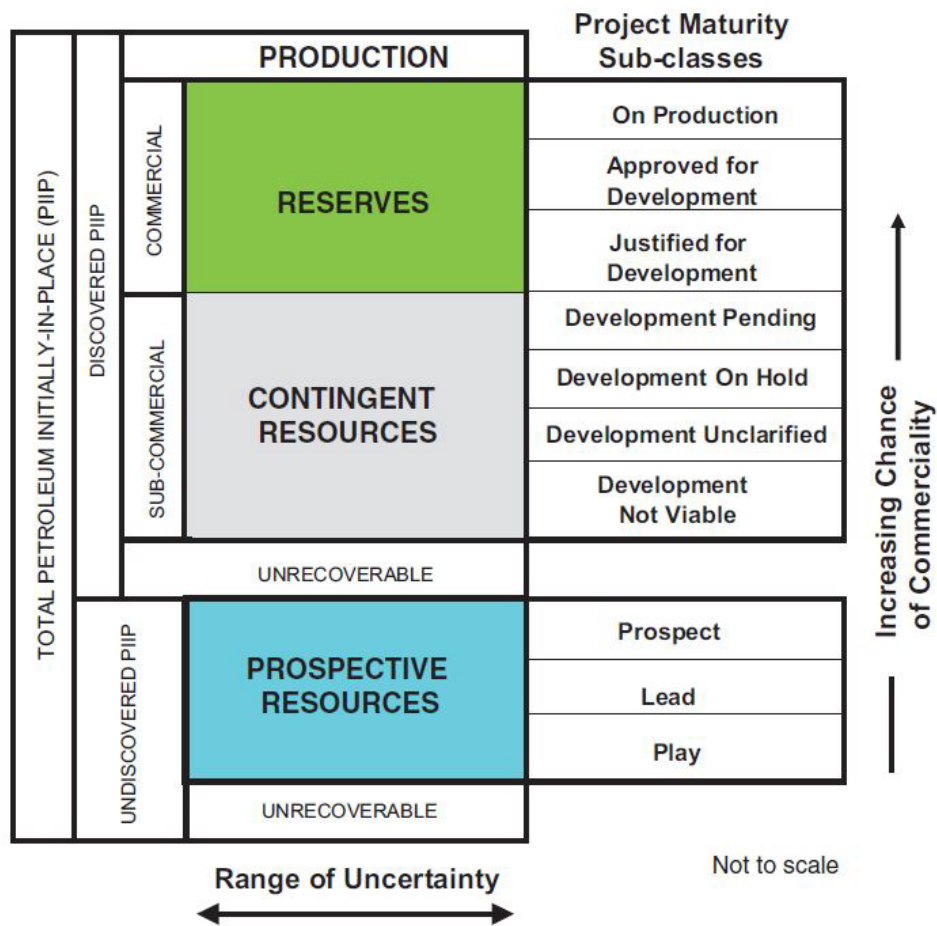 Project Maturity
Sub-classes
PRODUCTION
On Production
Approved for
Development
Justified for
Development
RESERVES
COMMERCIAL
Development Pending
Development On Hold
Development Unclarified
Development
Not Viable
CONTINGENT
RESOURCES
SUB-COMMERCIAL
UNRECOVERABLE
DISCOVERED PIIP
TOTAL PETROLEUM INITIALLY-IN-PLACE (PIIP)
Prospect
Lead
Play
PROSPECTIVE
RESOURCES
UNDISCOVERED PIIP
UNRECOVERABLE
Increasing Chance
of Commerciality
Not to scale
Range of Uncertainty